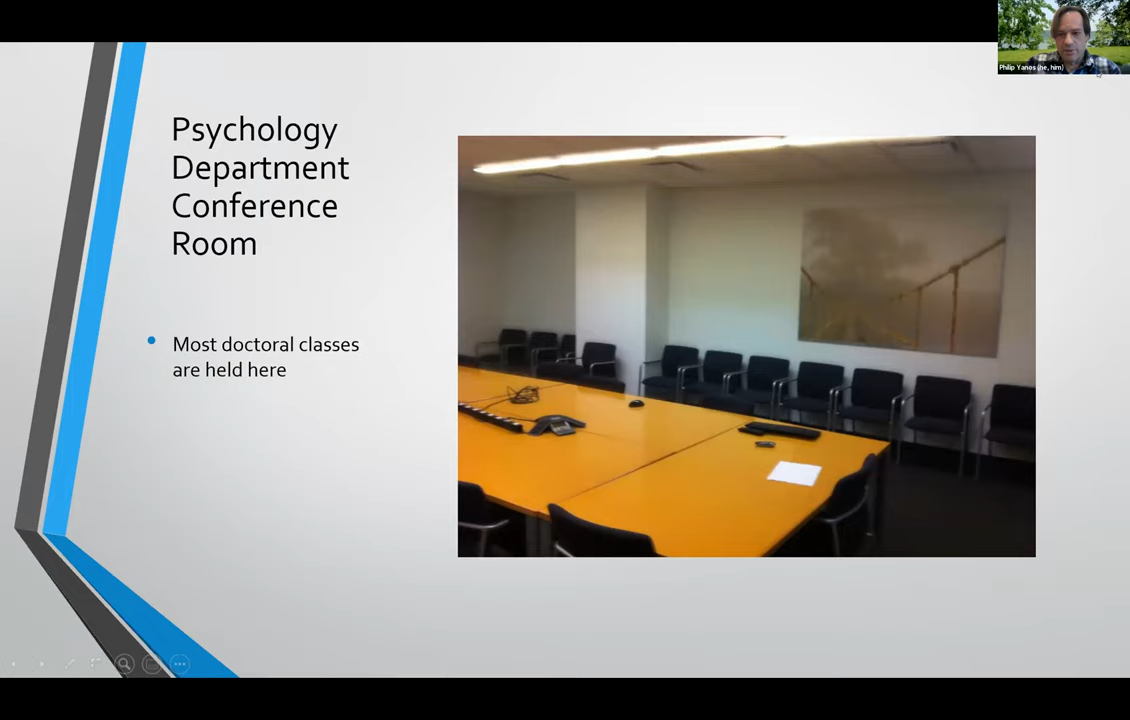 Philip Yanos (he, him)
Psychology
Department
Conference
Room
• Most doctoral classes
are held here